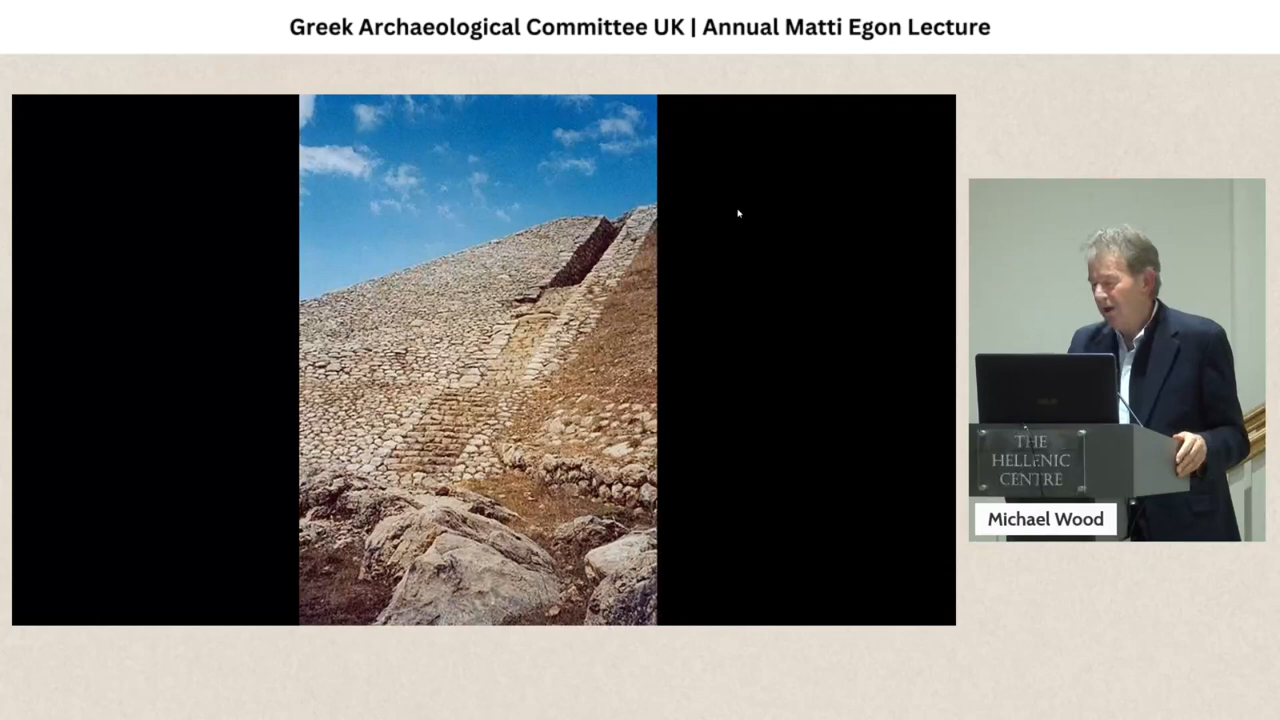 Greek Archaeological Committee UK | Annual Matti Egon Lecture
THE
HELLENIC
CENTRE
Michael Wood